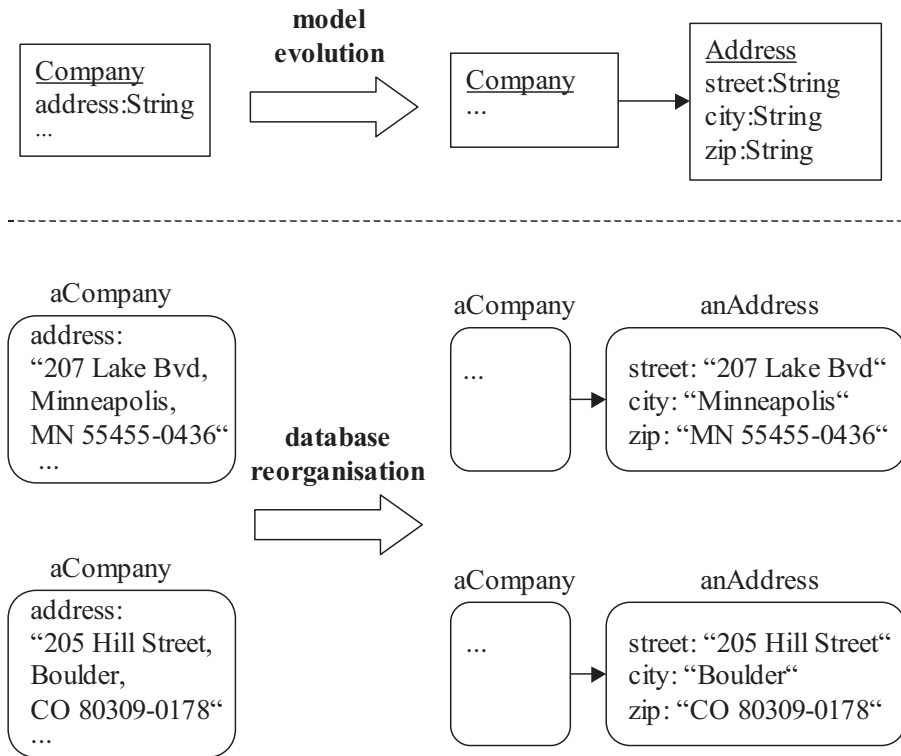 model
evolution
Company
address:String
...
Company
...
Address
street:String
city:String
zip:String
aCompany
address:
“207 Lake Bvd,
Minneapolis,
MN 55455-0436“
...
database
reorganisation
aCompany
...
anAddress
street: “207 Lake Bvd“
city: “Minneapolis“
zip: “MN 55455-0436“
aCompany
address:
“205 Hill Street,
Boulder,
CO 80309-0178“
...
aCompany
...
anAddress
street: “205 Hill Street“
city: “Boulder“
zip: “CO 80309-0178“